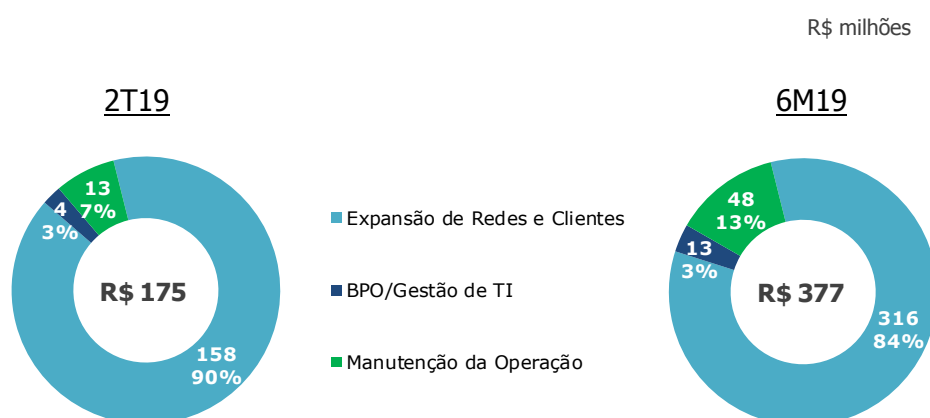 R$ milhões
2T19
6M19
13
7%
4
3%
R$ 175
158
90%
Expansão de Redes e Clientes
BPO/Gestão de TI
Manutenção da Operação
48
13%
13
3%
R$ 377
316
84%